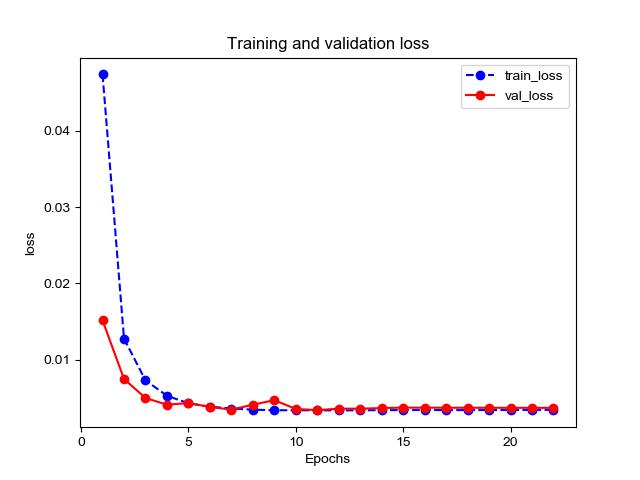 Training and validation loss
train_loss
val_loss
0.04
0.03
0.02
0.01
loss
0 5 10 15 20
Epochs